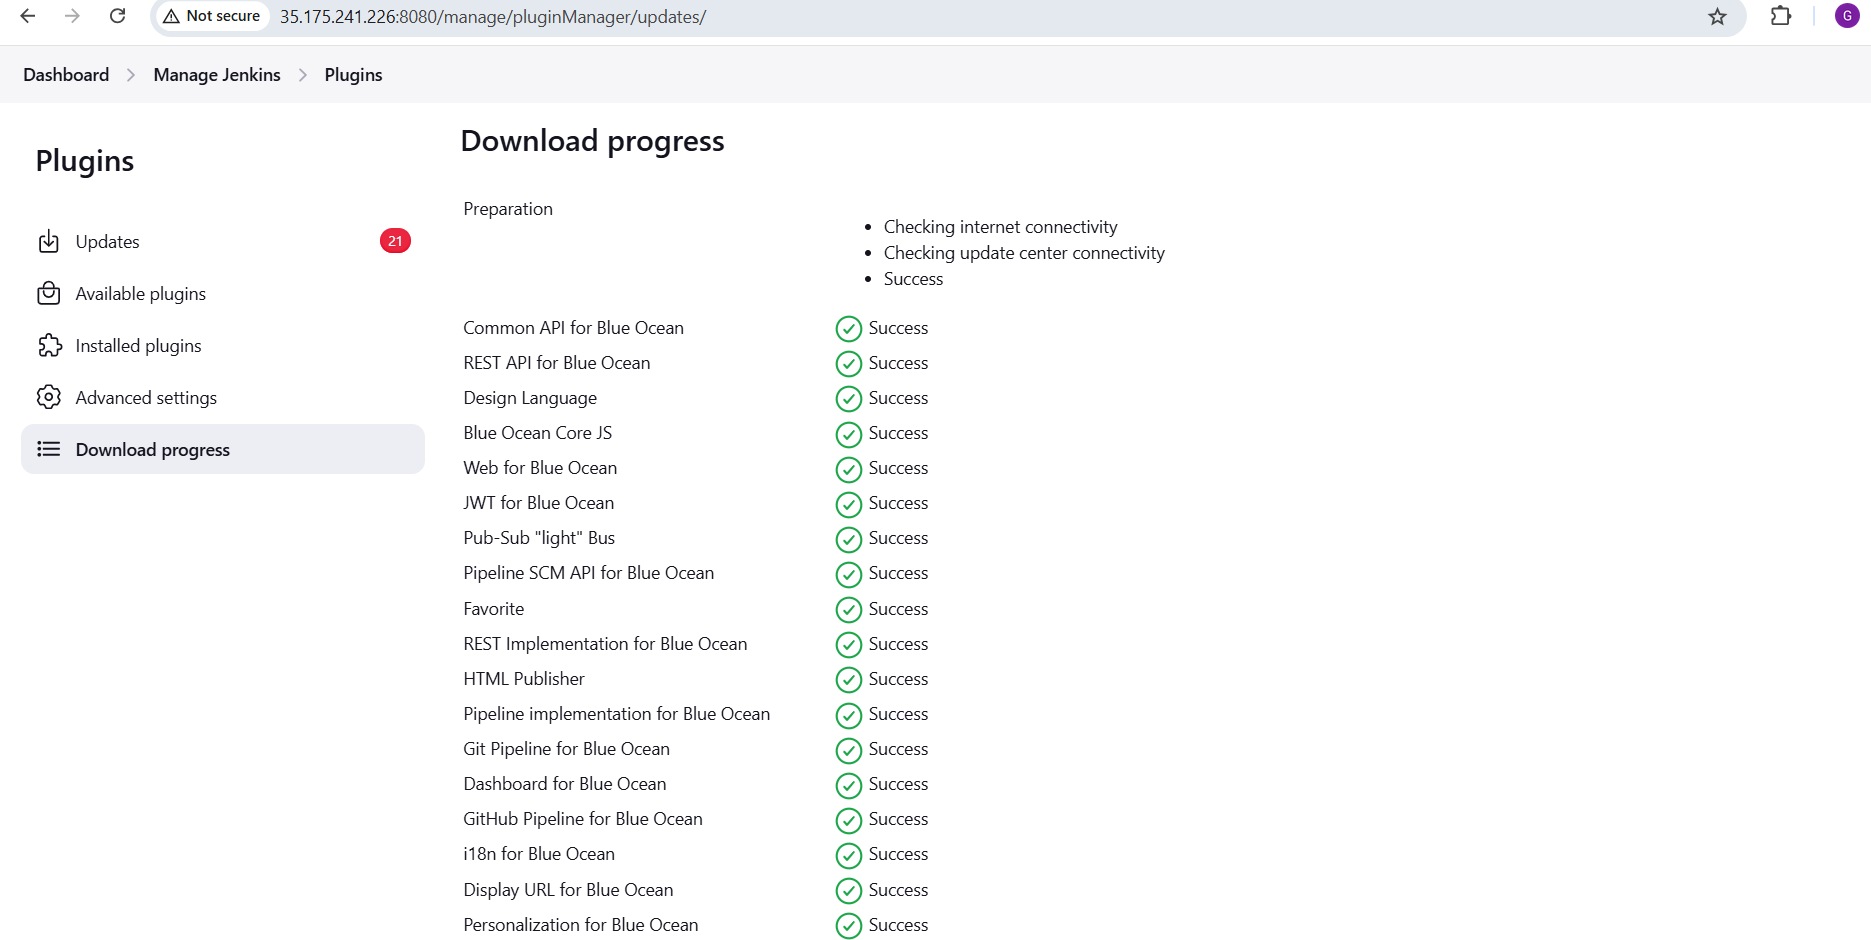 Not secure 35.175.241.226:8080/manage/pluginManager/updates/
G
Dashboard Manage Jenkins Plugins
Plugins
Updates 21
Available plugins
Installed plugins
Advanced settings
Download progress
Download progress
Preparation
Checking internet connectivity
Checking update center connectivity
Success
Common API for Blue Ocean Success
REST API for Blue Ocean Success
Design Language Success
Blue Ocean Core JS Success
Web for Blue Ocean Success
JWT for Blue Ocean Success
Pub-Sub "light" Bus Success
Pipeline SCM API for Blue Ocean Success
Favorite Success
REST Implementation for Blue Ocean Success
HTML Publisher Success
Pipeline implementation for Blue Ocean Success
Git Pipeline for Blue Ocean Success
Dashboard for Blue Ocean Success
GitHub Pipeline for Blue Ocean Success
i18n for Blue Ocean Success
Display URL for Blue Ocean Success
Personalization for Blue Ocean Success